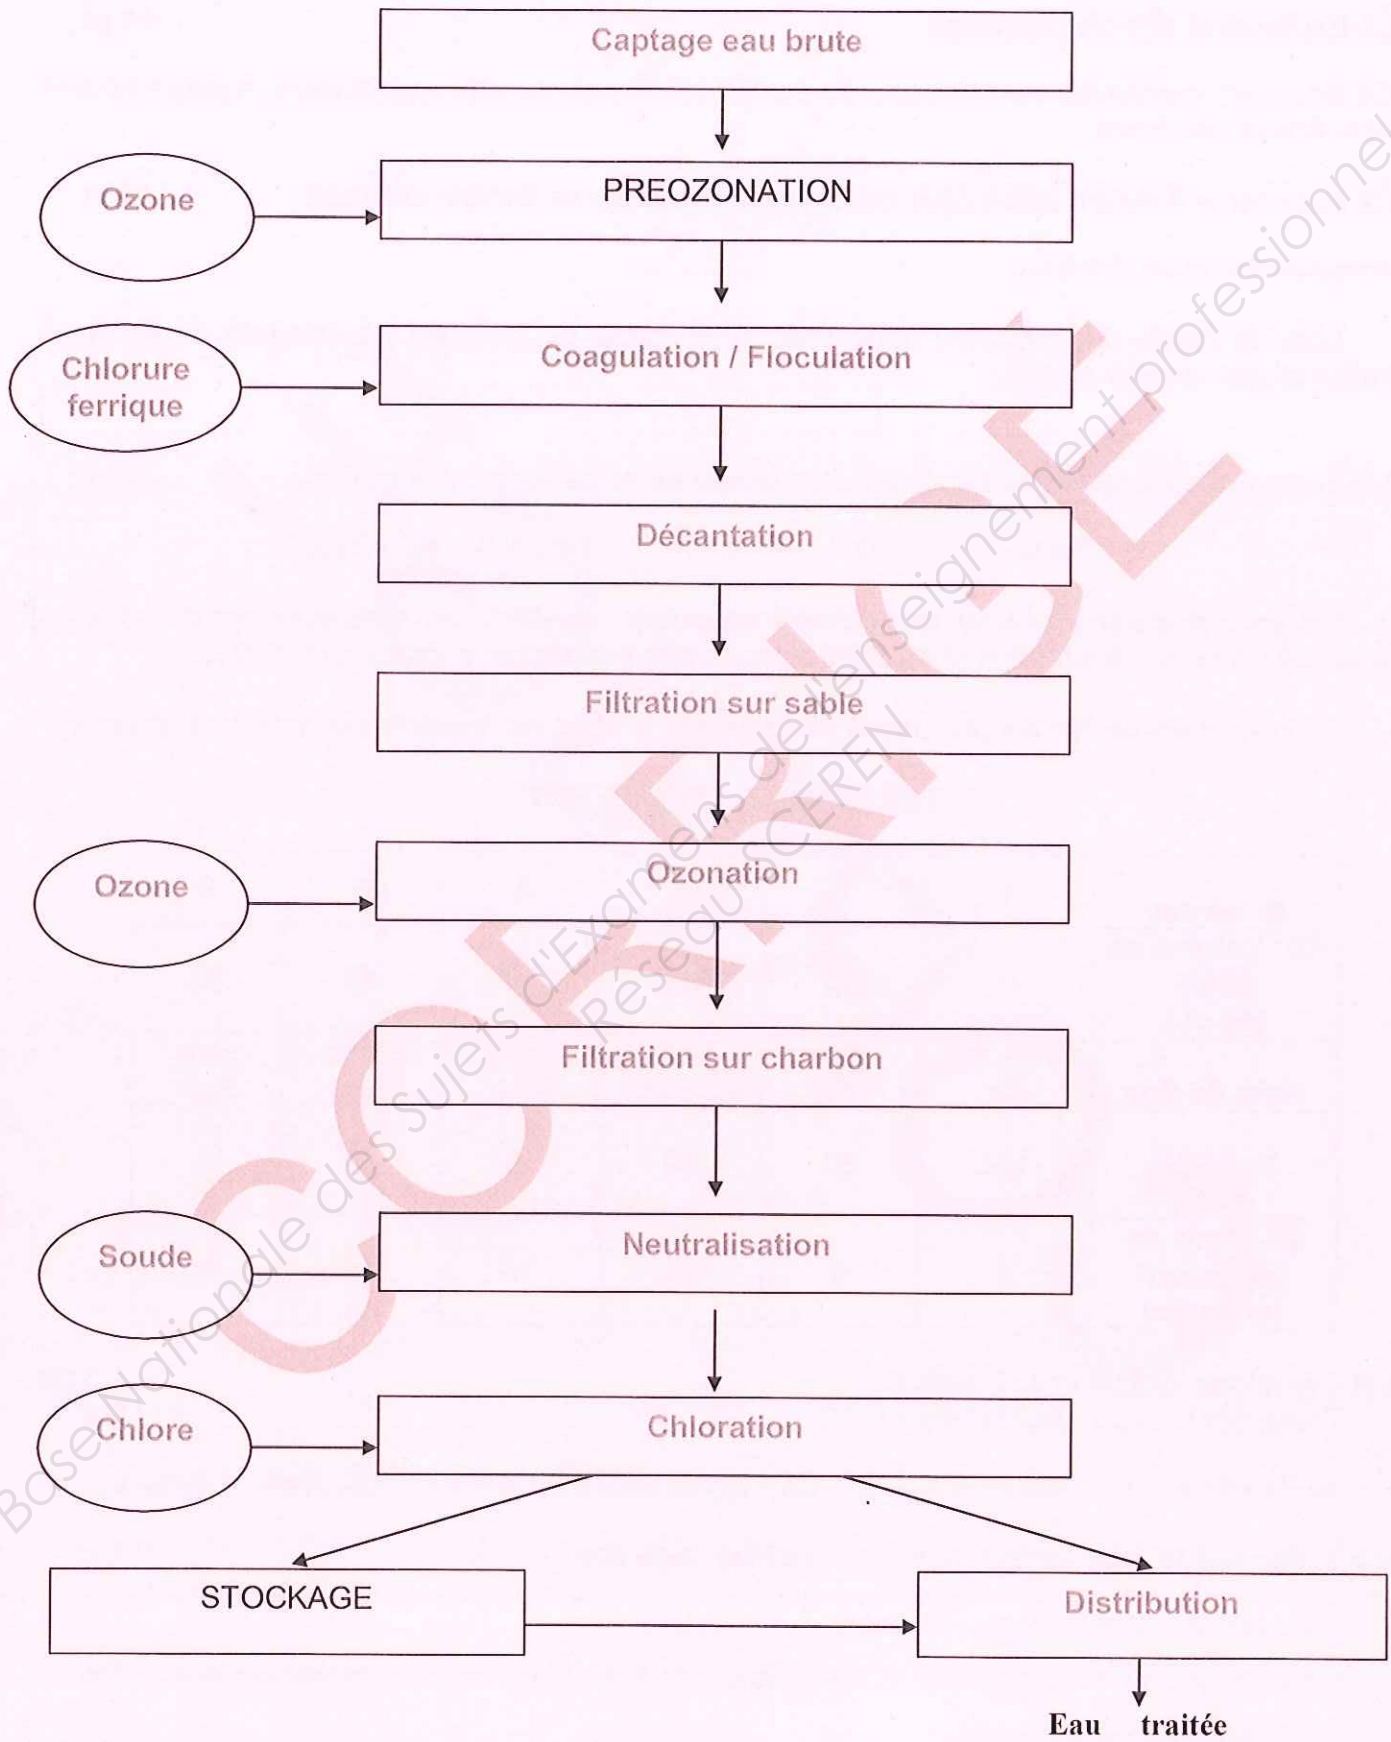 Captage eau brute
Ozone
PREOZONATION
Chlorure
ferrique
Coagulation / Floculation
Décantation
Filtration sur sable
Ozone
Ozonation
Filtration sur charbon
Soude
Neutralisation
Chlore
Chloration
STOCKAGE
Distribution
Eau traitée
CORRIGÉ
Base Nationale des Sujets d'Examens de l'enseignement professionnel
Réseau SCEREN